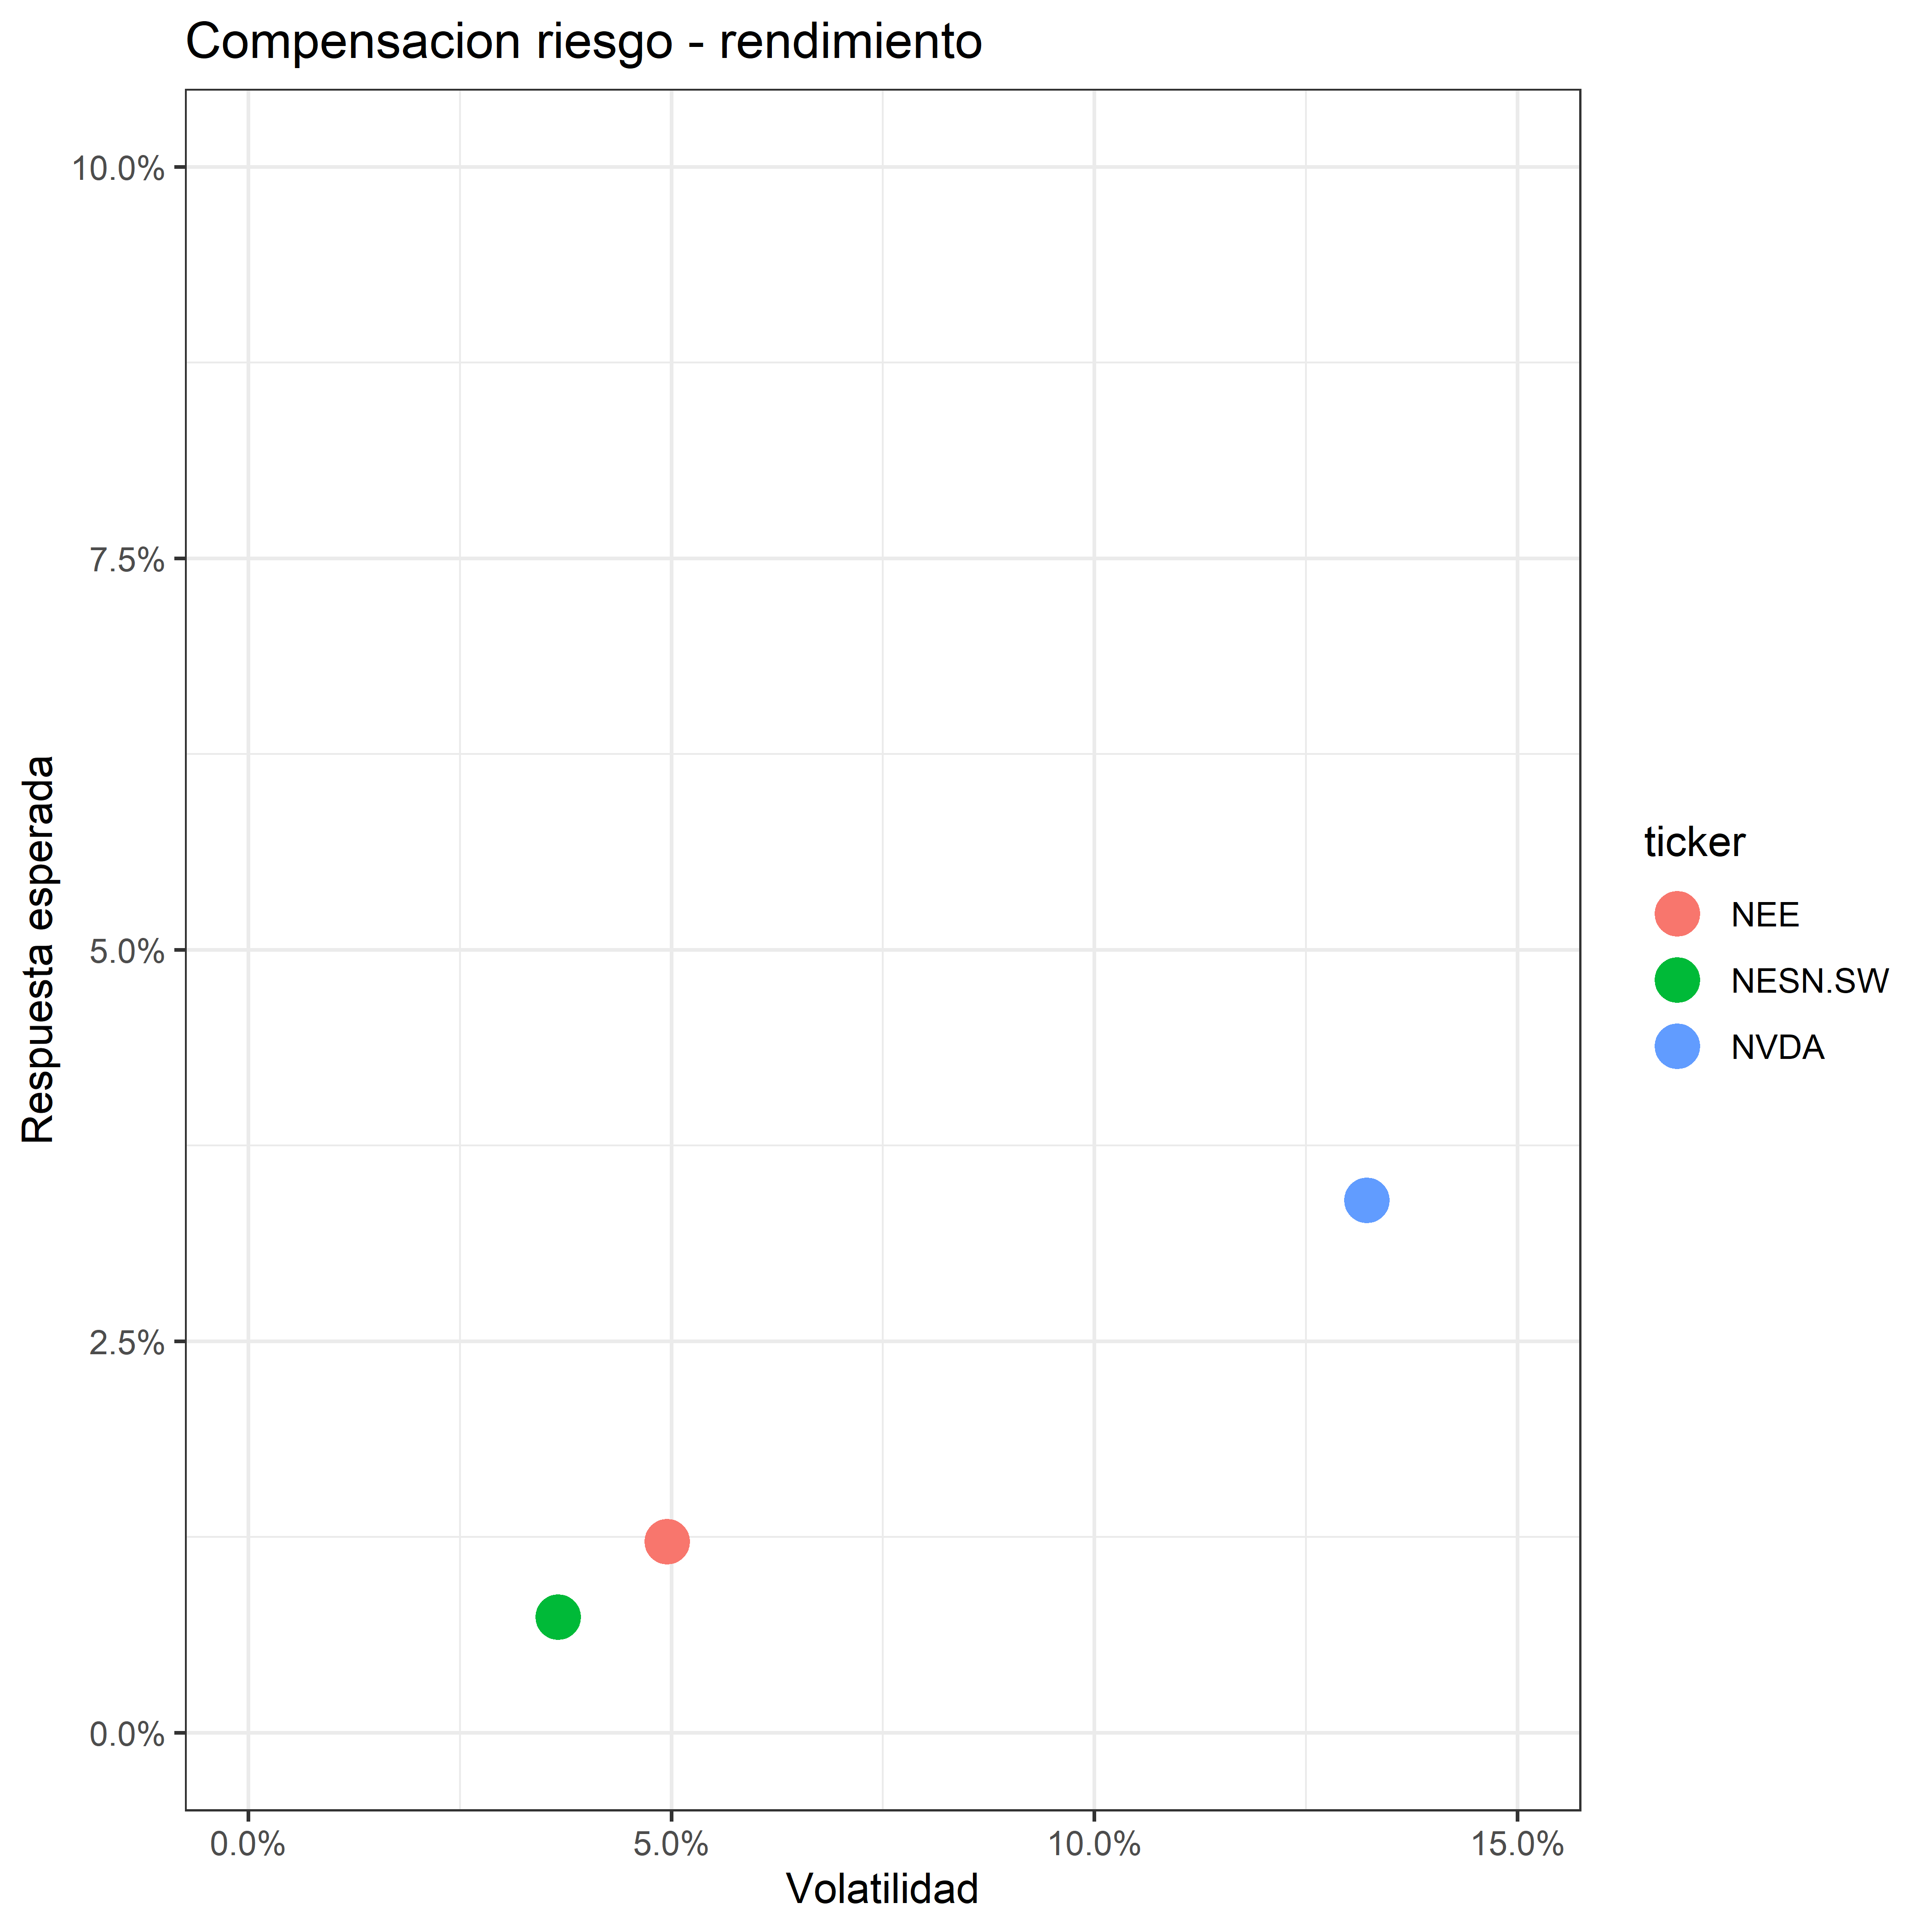 Compensacion riesgo - rendimiento
10.0%
7.5%
5.0%
2.5%
0.0%
Respuesta esperada
0.0%
5.0%
10.0%
15.0%
Volatilidad
ticker
NEE
NESN.SW
NVDA